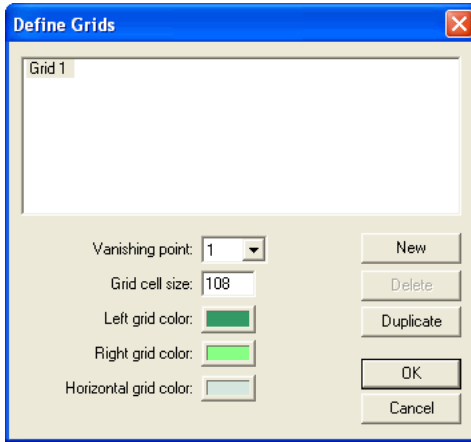 Define Grids
Grid 1
Vanishing point: 1
New
Grid cell size: 108
Delete
Left grid color:
Duplicate
Right grid color:
OK
Horizontal grid color:
Cancel